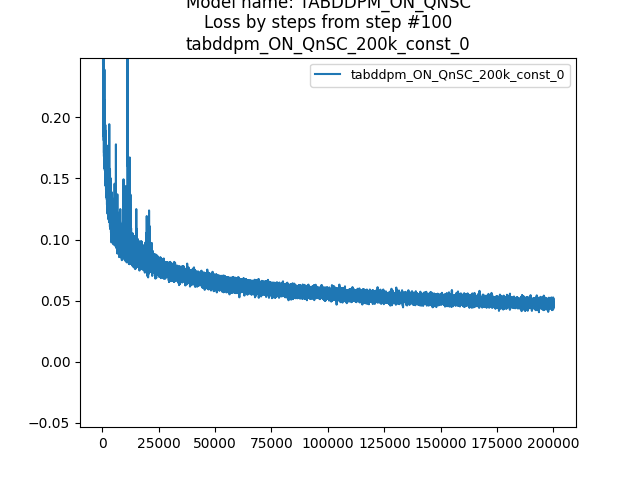 Model name: TABDDPM_ON_QNSC
Loss by steps from step #100
tabddpm_ON_QnSC_200k_const_0
tabddpm_ON_QnSC_200k_const_0
0.20
0.15
0.10
0.05
0.00
−0.05
0 25000 50000 75000 100000 125000 150000 175000 200000